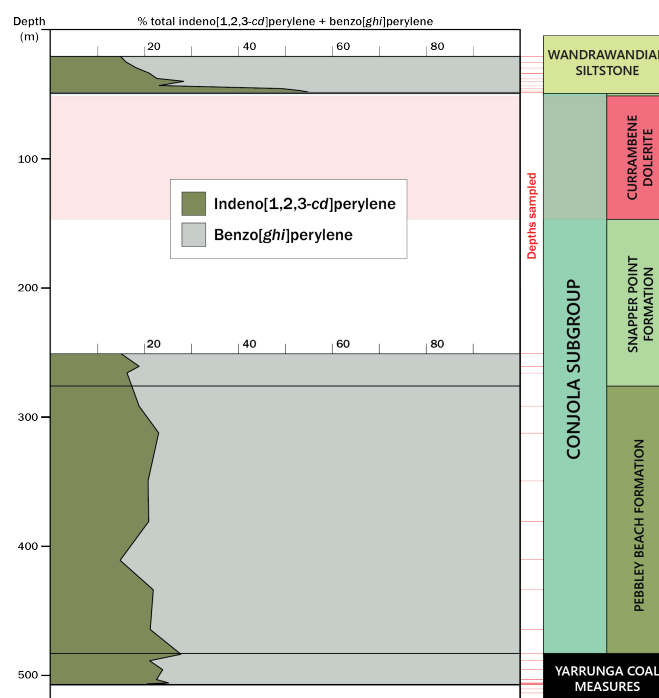 Depth
(m)
% total indeno[1,2,3-cd]perylene + benzo[ghi]perylene
20 40 60 80
WANDRAWANDIAN
SILTSTONE
100
CURRAMBENE
DOLERITE
Indeno[1,2,3-cd]perylene
Benzo[ghi]perylene
Depths sampled
200
SNAPPER POINT
FORMATION
CONJOLA SUBGROUP
20 40 60 80
300
PEBBLEY BEACH FORMATION
400
500
YARRUNGA COAL
MEASURES